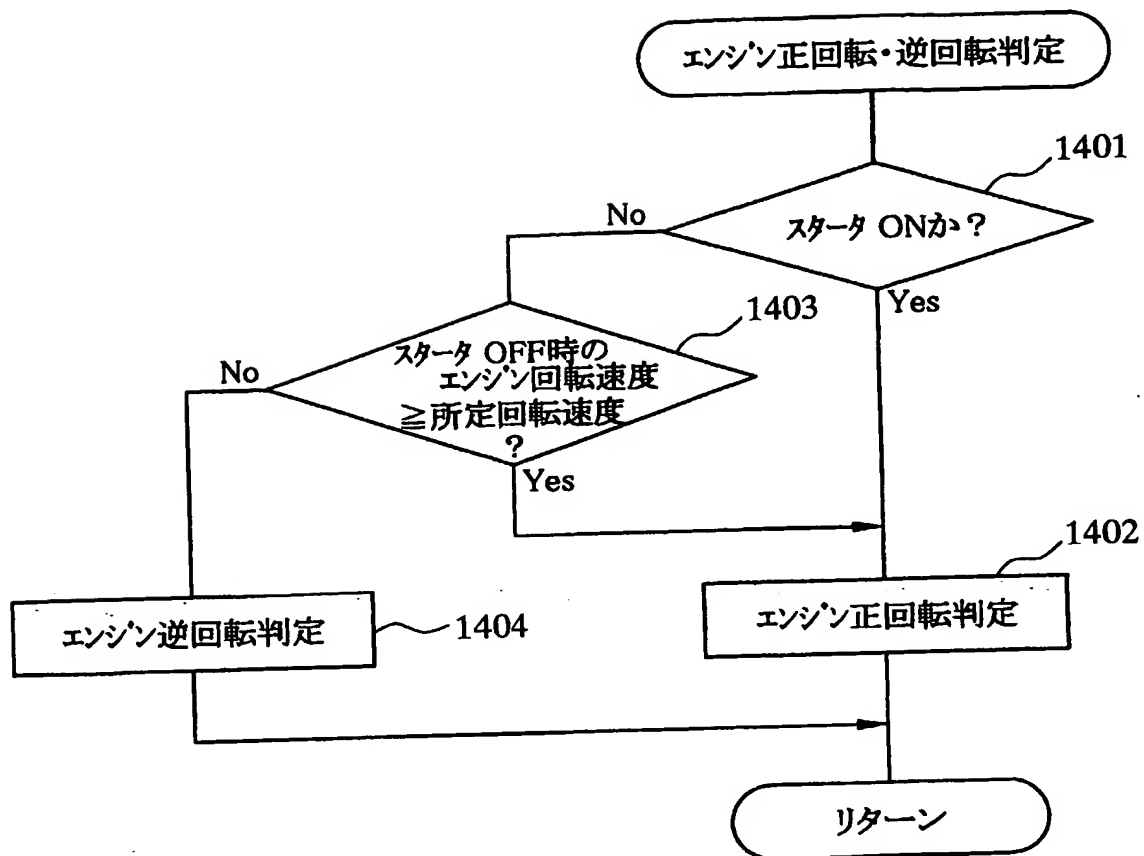 エンジン正回転・逆回転判定
1401
スタータ ONか?
No
Yes
1403
スタータ OFF時の
エンジン回転速度
≧所定回転速度
?
No
Yes
1402
エンジン正回転判定
エンジン逆回転判定
1404
リターン